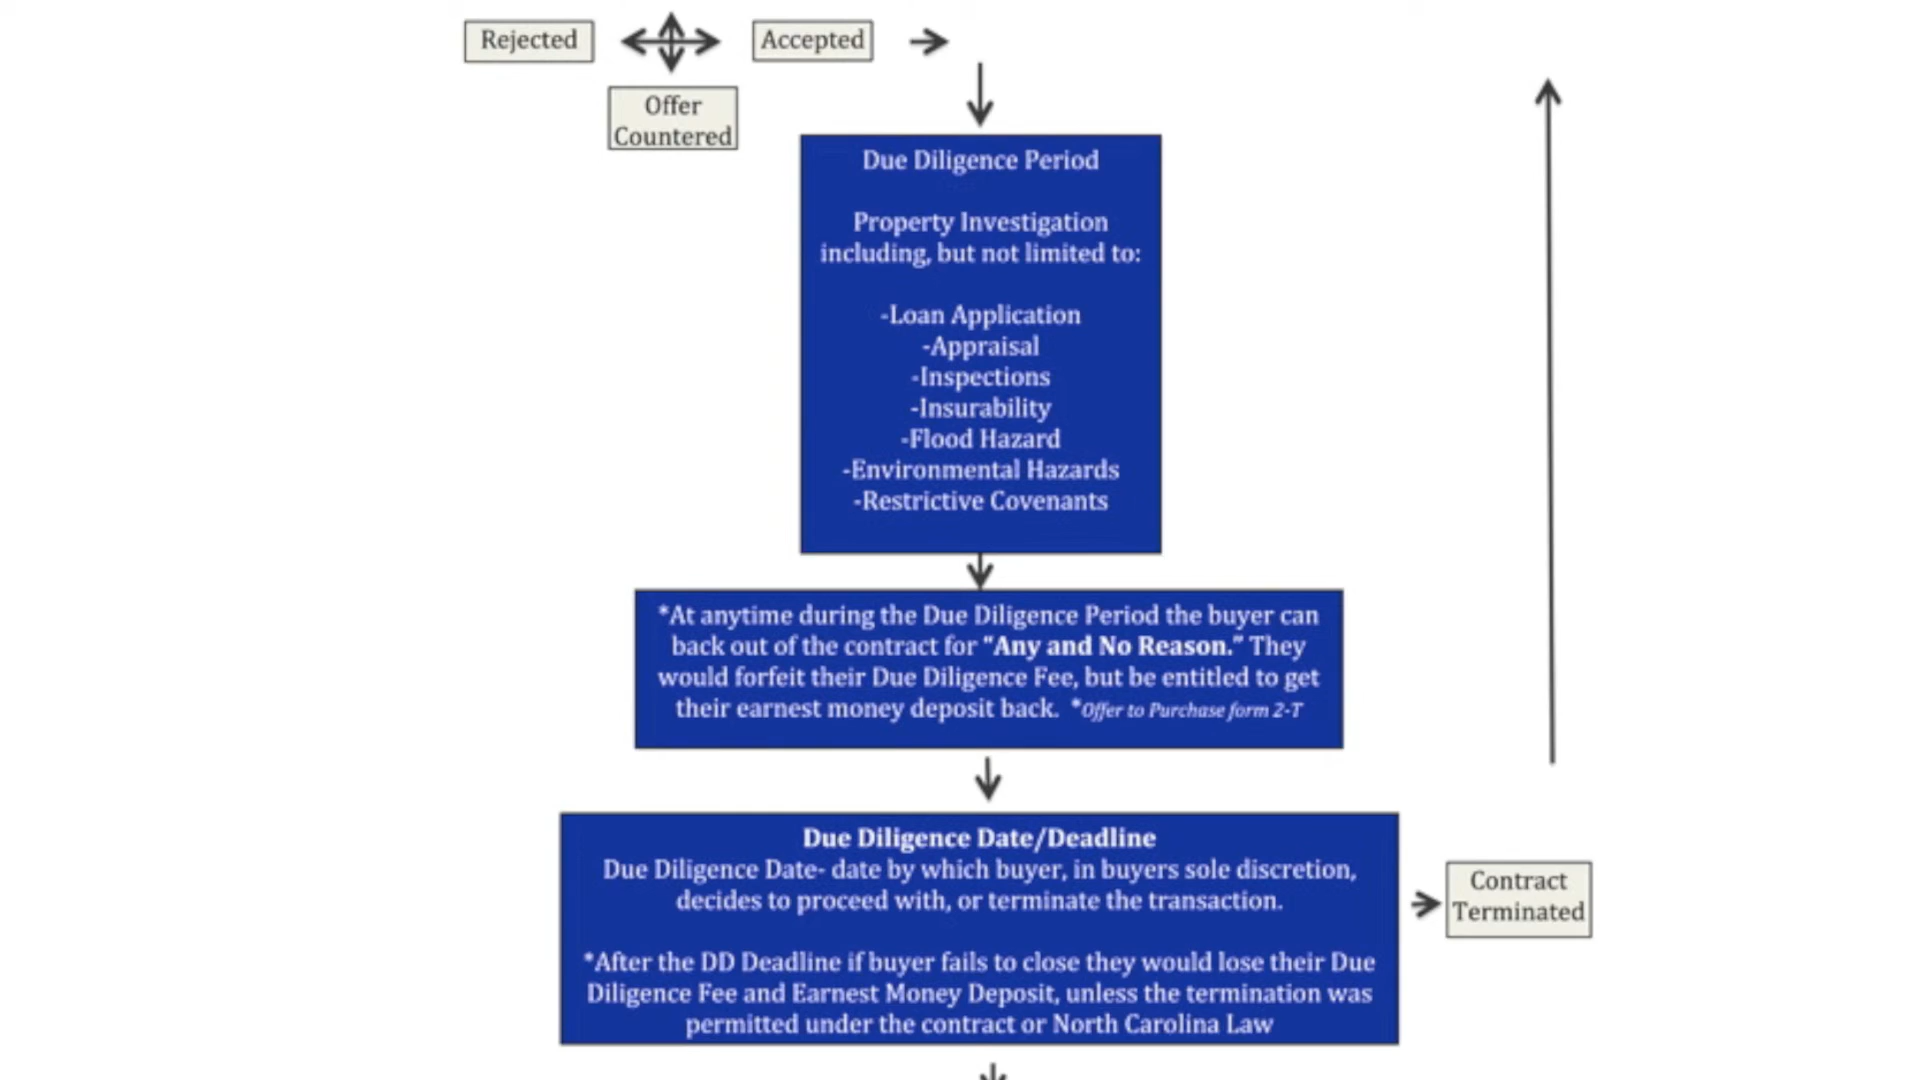 Rejected
Accepted
Offer
Countered
Due Diligence Period
Property Investigation
including, but not limited to:
-Loan Application
-Appraisal
-Inspections
-Insurability
-Flood Hazard
-Environmental Hazards
-Restrictive Covenants
*At anytime during the Due Diligence Period the buyer can
back out of the contract for “Any and No Reason.” They
would forfeit their Due Diligence Fee, but be entitled to get
their earnest money deposit back. *Offer to Purchase form 2-T
Due Diligence Date/Deadline
Due Diligence Date- date by which buyer, in buyers sole discretion,
decides to proceed with, or terminate the transaction.
*After the DD Deadline if buyer fails to close they would lose their Due
Diligence Fee and Earnest Money Deposit, unless the termination was
permitted under the contract or North Carolina Law
Contract
Terminated